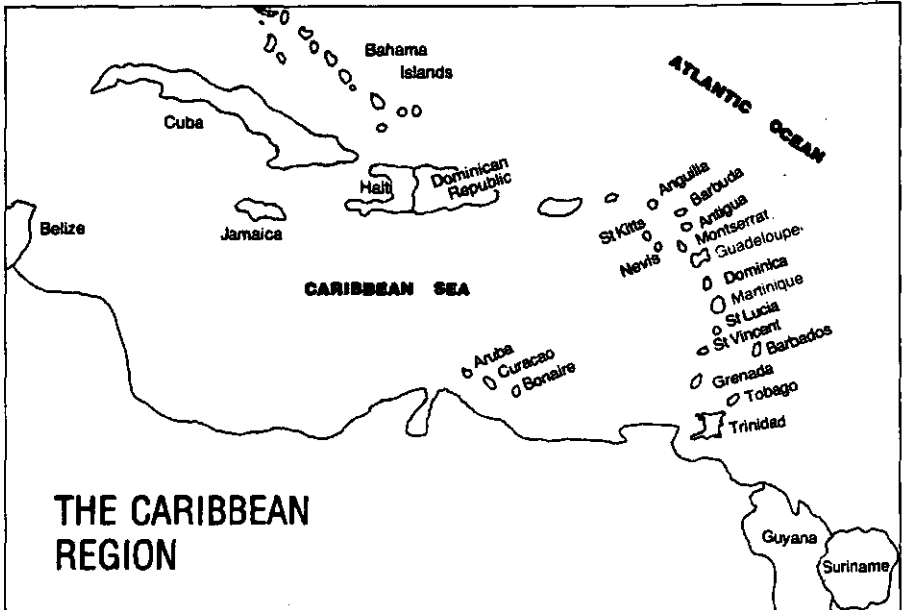 Bahama
Islands
ATLANTIC OCEAN
Cuba
Haiti
Dominican
Republic
Anguilla
Barbuda
Antigua
St Kitts
Montserrat
Nevis
Guadeloupe
Belize
Jamaica
CARIBBEAN SEA
Dominica
Martinique
St Lucia
St Vincent
Barbados
Aruba
Curacao
Bonaire
Grenada
Tobago
Trinidad
THE CARIBBEAN
REGION
Guyana
Suriname